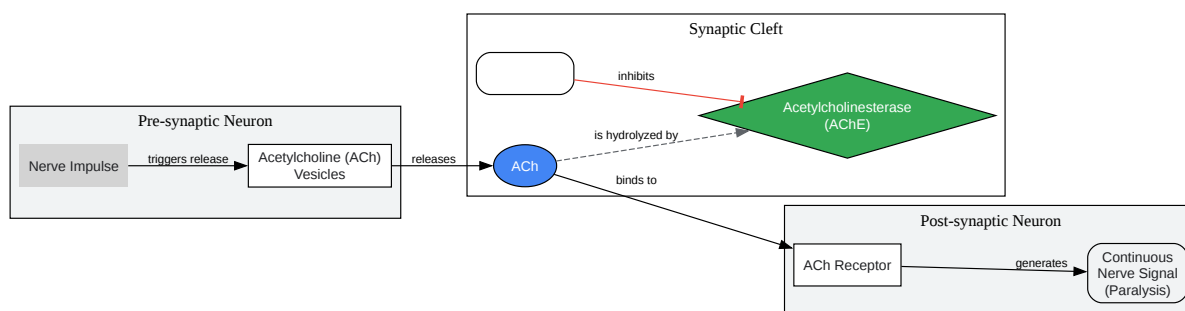 Synaptic Cleft
inhibits
Acetylcholinesterase
(AChE)
Pre-synaptic Neuron
is hydrolyzed by
Nerve Impulse
triggers release
Acetylcholine (ACh)
Vesicles
releases
ACh
binds to
Post-synaptic Neuron
ACh Receptor
generates
Continuous
Nerve Signal
(Paralysis)